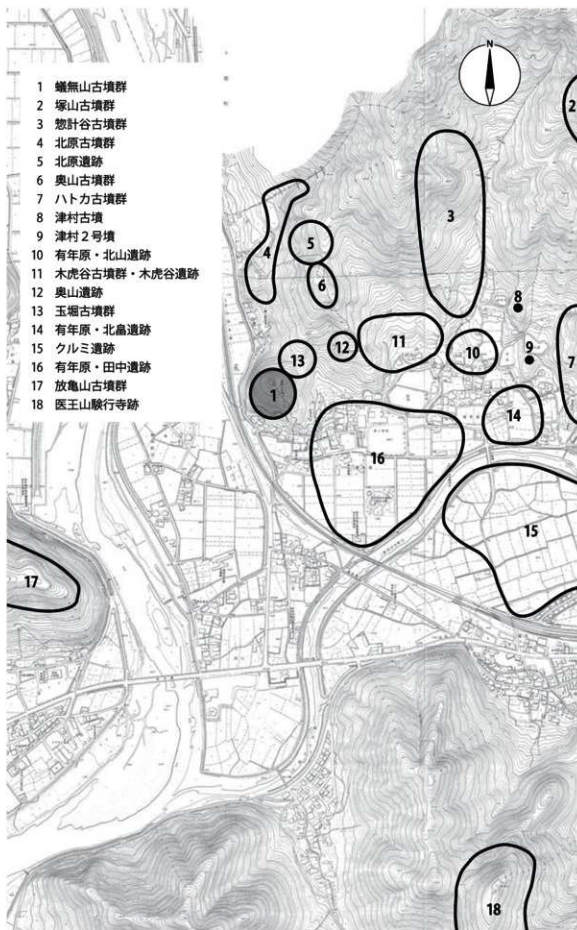 1 蟻無山古墳群
2 塚山古墳群
3 惣計谷古墳群
4 北原古墳群
5 北原遺跡
6 奥山古墳群
7 ハトカ古墳群
8 津村古墳
9 津村２号墳
10 有年原・北山遺跡
11 木虎谷古墳群・木虎谷遺跡
12 奥山遺跡
13 玉堀古墳群
14 有年原・北畠遺跡
15 クルミ遺跡
16 有年原・田中遺跡
17 放亀山古墳群
18 医王山験行寺跡
N
2
3
4
5
6
8
11
12
10
9
7
13
1
14
16
15
17
18